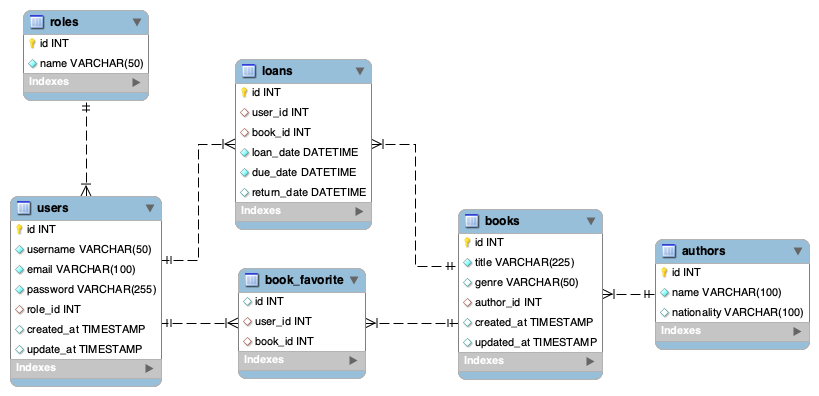 roles
id INT
name VARCHAR(50)
Indexes
loans
id INT
user_id INT
book_id INT
loan_date DATETIME
due_date DATETIME
return_date DATETIME
Indexes
users
id INT
username VARCHAR(50)
email VARCHAR(100)
password VARCHAR(255)
role_id INT
created_at TIMESTAMP
update_at TIMESTAMP
Indexes
book_favorite
id INT
user_id INT
book_id INT
Indexes
books
id INT
title VARCHAR(225)
genre VARCHAR(50)
author_id INT
created_at TIMESTAMP
updated_at TIMESTAMP
Indexes
authors
id INT
name VARCHAR(100)
nationality VARCHAR(100)
Indexes